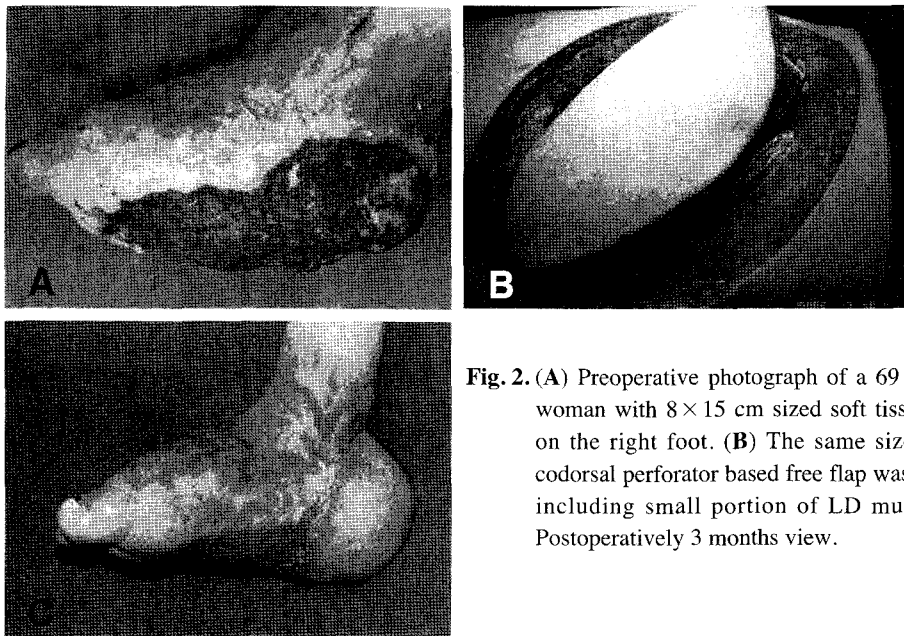 A
B
C
Fig. 2. (A) Preoperative photograph of a 69
woman with 8×15 cm sized soft tiss
on the right foot. (B) The same siz
codorsal perforator based free flap was
including small portion of LD mu
Postoperatively 3 months view.